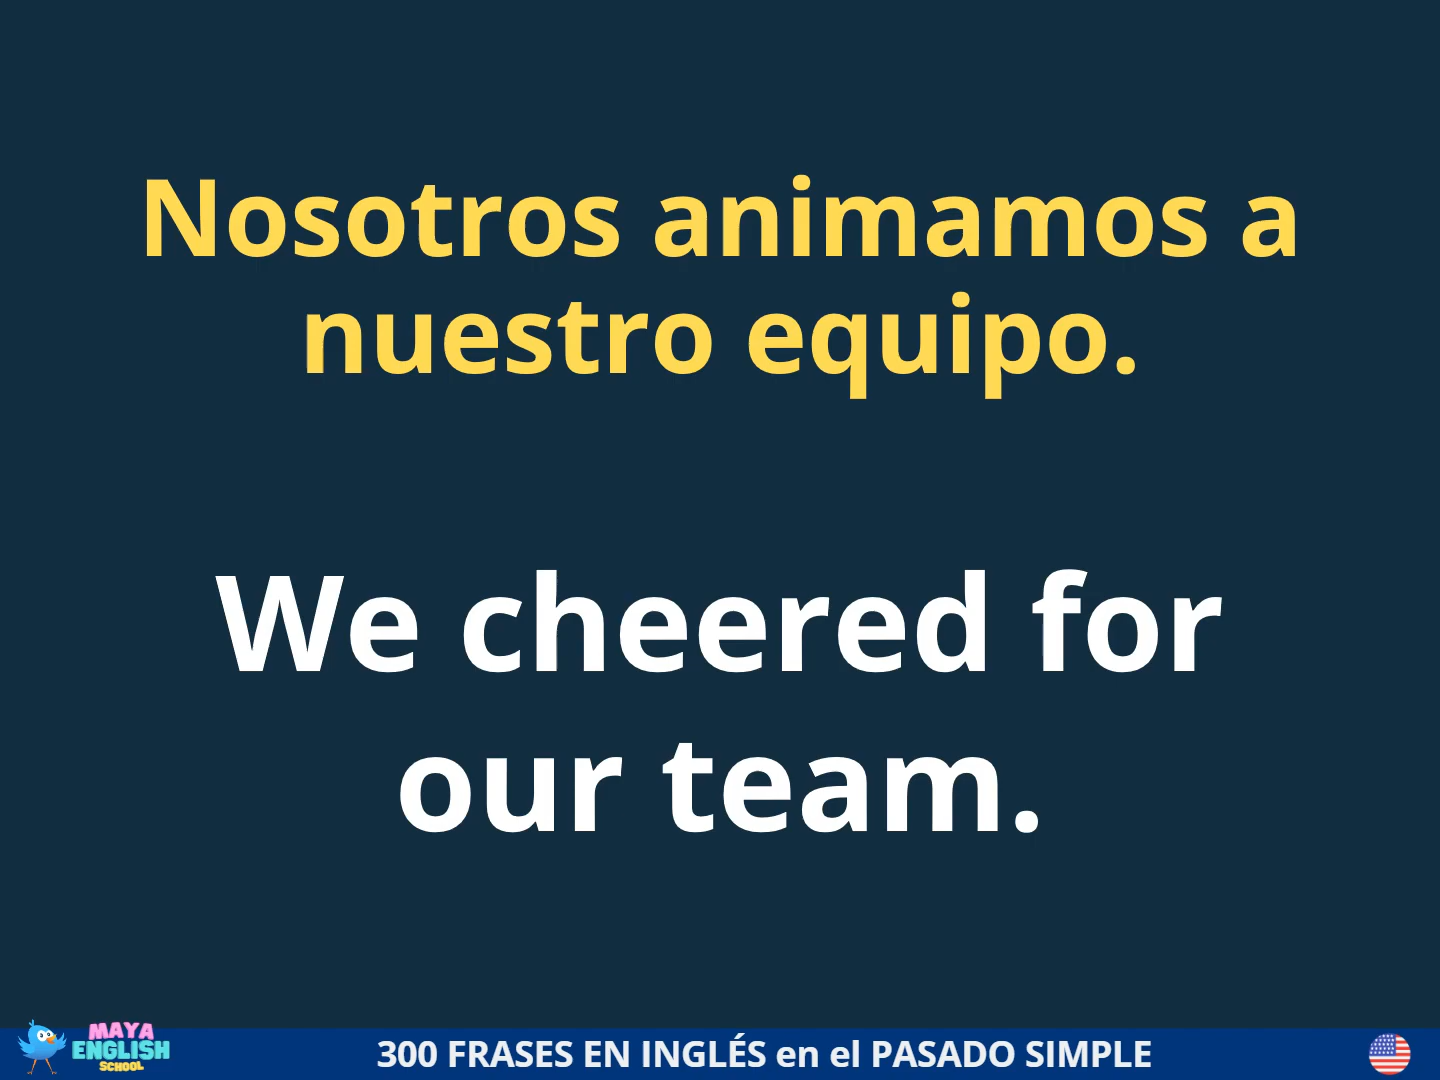 Nosotros animamos a
nuestro equipo.
We cheered for
our team.
MAYA
ENGLISH
SCHOOL
300 FRASES EN INGLÉS en el PASADO SIMPLE